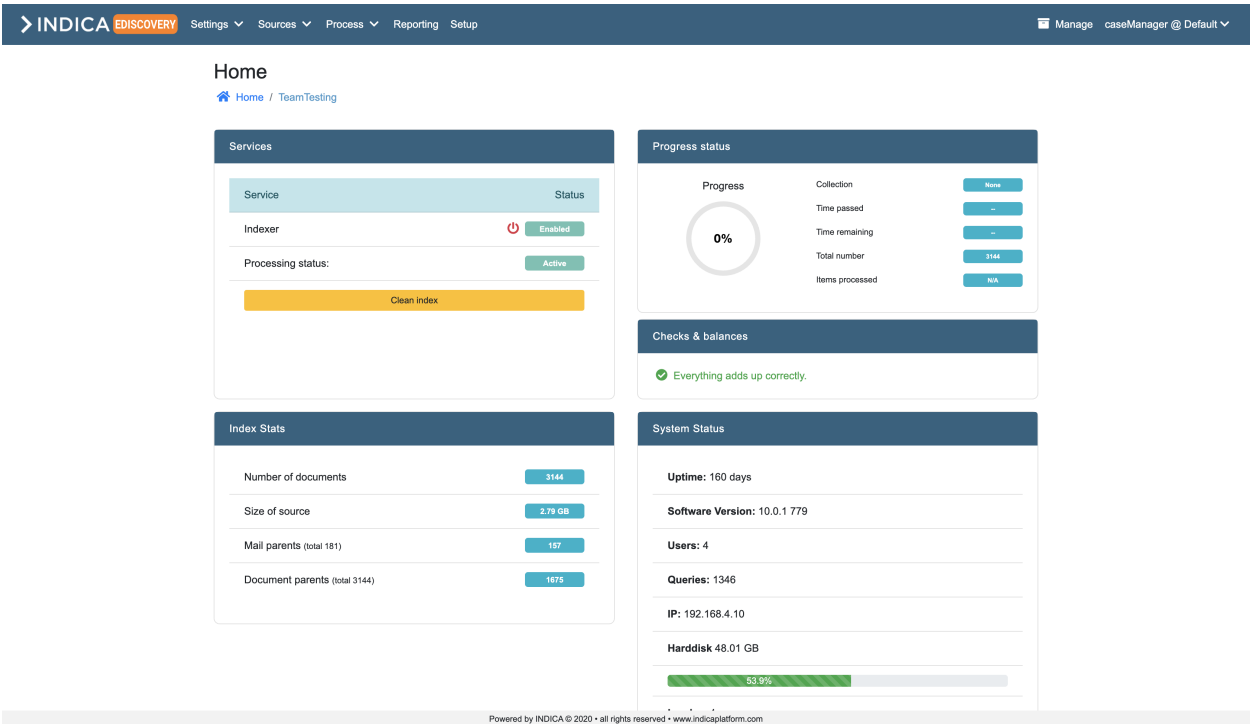 INDICA EDISCOVERY Settings Sources Process Reporting Setup Manage caseManager @ Default
Home
Home / TeamTesting
Services
Service Status
Indexer Enabled
Processing status: Active
Clean index
Progress status
Progress
0%
Collection None
Time passed –
Time remaining –
Total number 3144
Items processed N/A
Checks & balances
Everything adds up correctly.
Index Stats
Number of documents 3144
Size of source 2.79 GB
Mail parents (total 181) 157
Document parents (total 3144) 1675
System Status
Uptime: 160 days
Software Version: 10.0.1 779
Users: 4
Queries: 1346
IP: 192.168.4.10
Harddisk 48.01 GB
53.9%
Powered by INDICA © 2020 • all rights reserved • www.indicaplatform.com